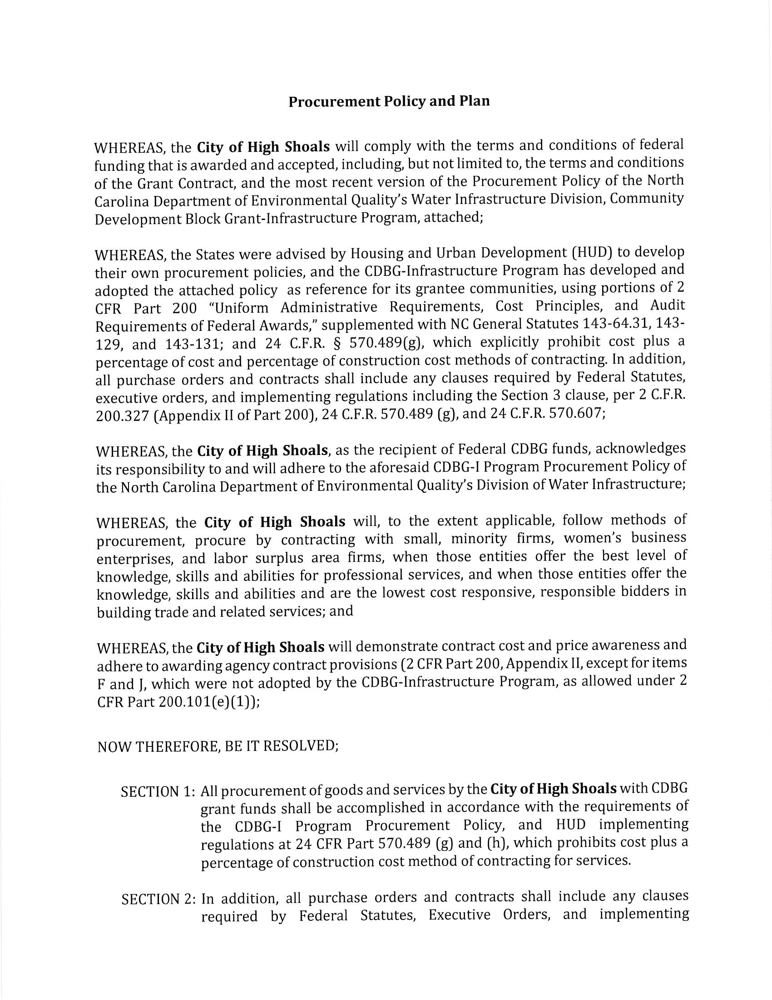 Procurement Policy and Plan
WHEREAS, the City of High Shoals will comply with the terms and conditions of federal
funding that is awarded and accepted, including, but not limited to, the terms and conditions
of the Grant Contract, and the most recent version of the Procurement Policy of the North
Carolina Department of Environmental Quality’s Water Infrastructure Division, Community
Development Block Grant-Infrastructure Program, attached;
WHEREAS, the States were advised by Housing and Urban Development (HUD) to develop
their own procurement policies, and the CDBG-Infrastructure Program has developed and
adopted the attached policy as reference for its grantee communities, using portions of 2
CFR Part 200 “Uniform Administrative Requirements, Cost Principles, and Audit
Requirements of Federal Awards,” supplemented with NC General Statutes 143-64.31, 143-
129, and 143-131; and 24 C.F.R. § 570.489(g), which explicitly prohibit cost plus a
percentage of cost and percentage of construction cost methods of contracting. In addition,
all purchase orders and contracts shall include any clauses required by Federal Statutes,
executive orders, and implementing regulations including the Section 3 clause, per 2 C.F.R.
200.327 (Appendix II of Part 200), 24 C.F.R. 570.489 (g), and 24 C.F.R. 570.607;
WHEREAS, the City of High Shoals, as the recipient of Federal CDBG funds, acknowledges
its responsibility to and will adhere to the aforesaid CDBG-I Program Procurement Policy of
the North Carolina Department of Environmental Quality’s Division of Water Infrastructure;
WHEREAS, the City of High Shoals will, to the extent applicable, follow methods of
procurement, procure by contracting with small, minority firms, women’s business
enterprises, and labor surplus area firms, when those entities offer the best level of
knowledge, skills and abilities for professional services, and when those entities offer the
knowledge, skills and abilities and are the lowest cost responsive, responsible bidders in
building trade and related services; and
WHEREAS, the City of High Shoals will demonstrate contract cost and price awareness and
adhere to awarding agency contract provisions (2 CFR Part 200, Appendix II, except for items
F and J, which were not adopted by the CDBG-Infrastructure Program, as allowed under 2
CFR Part 200.101(e)(1));
NOW THEREFORE, BE IT RESOLVED;
SECTION 1: All procurement of goods and services by the City of High Shoals with CDBG
grant funds shall be accomplished in accordance with the requirements of
the CDBG-I Program Procurement Policy, and HUD implementing
regulations at 24 CFR Part 570.489 (g) and (h), which prohibits cost plus a
percentage of construction cost method of contracting for services.
SECTION 2: In addition, all purchase orders and contracts shall include any clauses
required by Federal Statutes, Executive Orders, and implementing